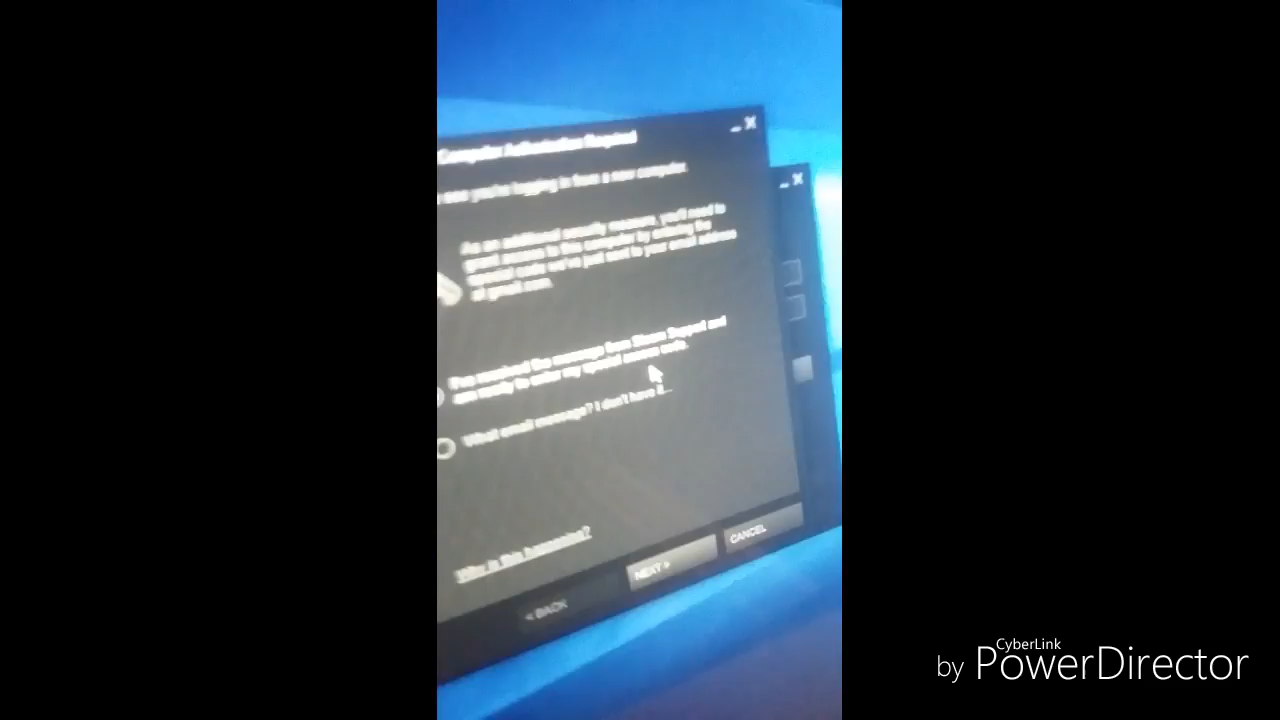 Computer Authorization Required
see you're logging in from a new computer.
As an additional security measure, you'll need to
grant access to this computer by entering the
special code we've just sent to your email address
at gmail.com.
I've received the message from Steam Support and
am ready to enter my special access code.
What email message? I don't have it...
Why is this happening?
< BACK
NEXT >
CANCEL
CyberLink
by PowerDirector